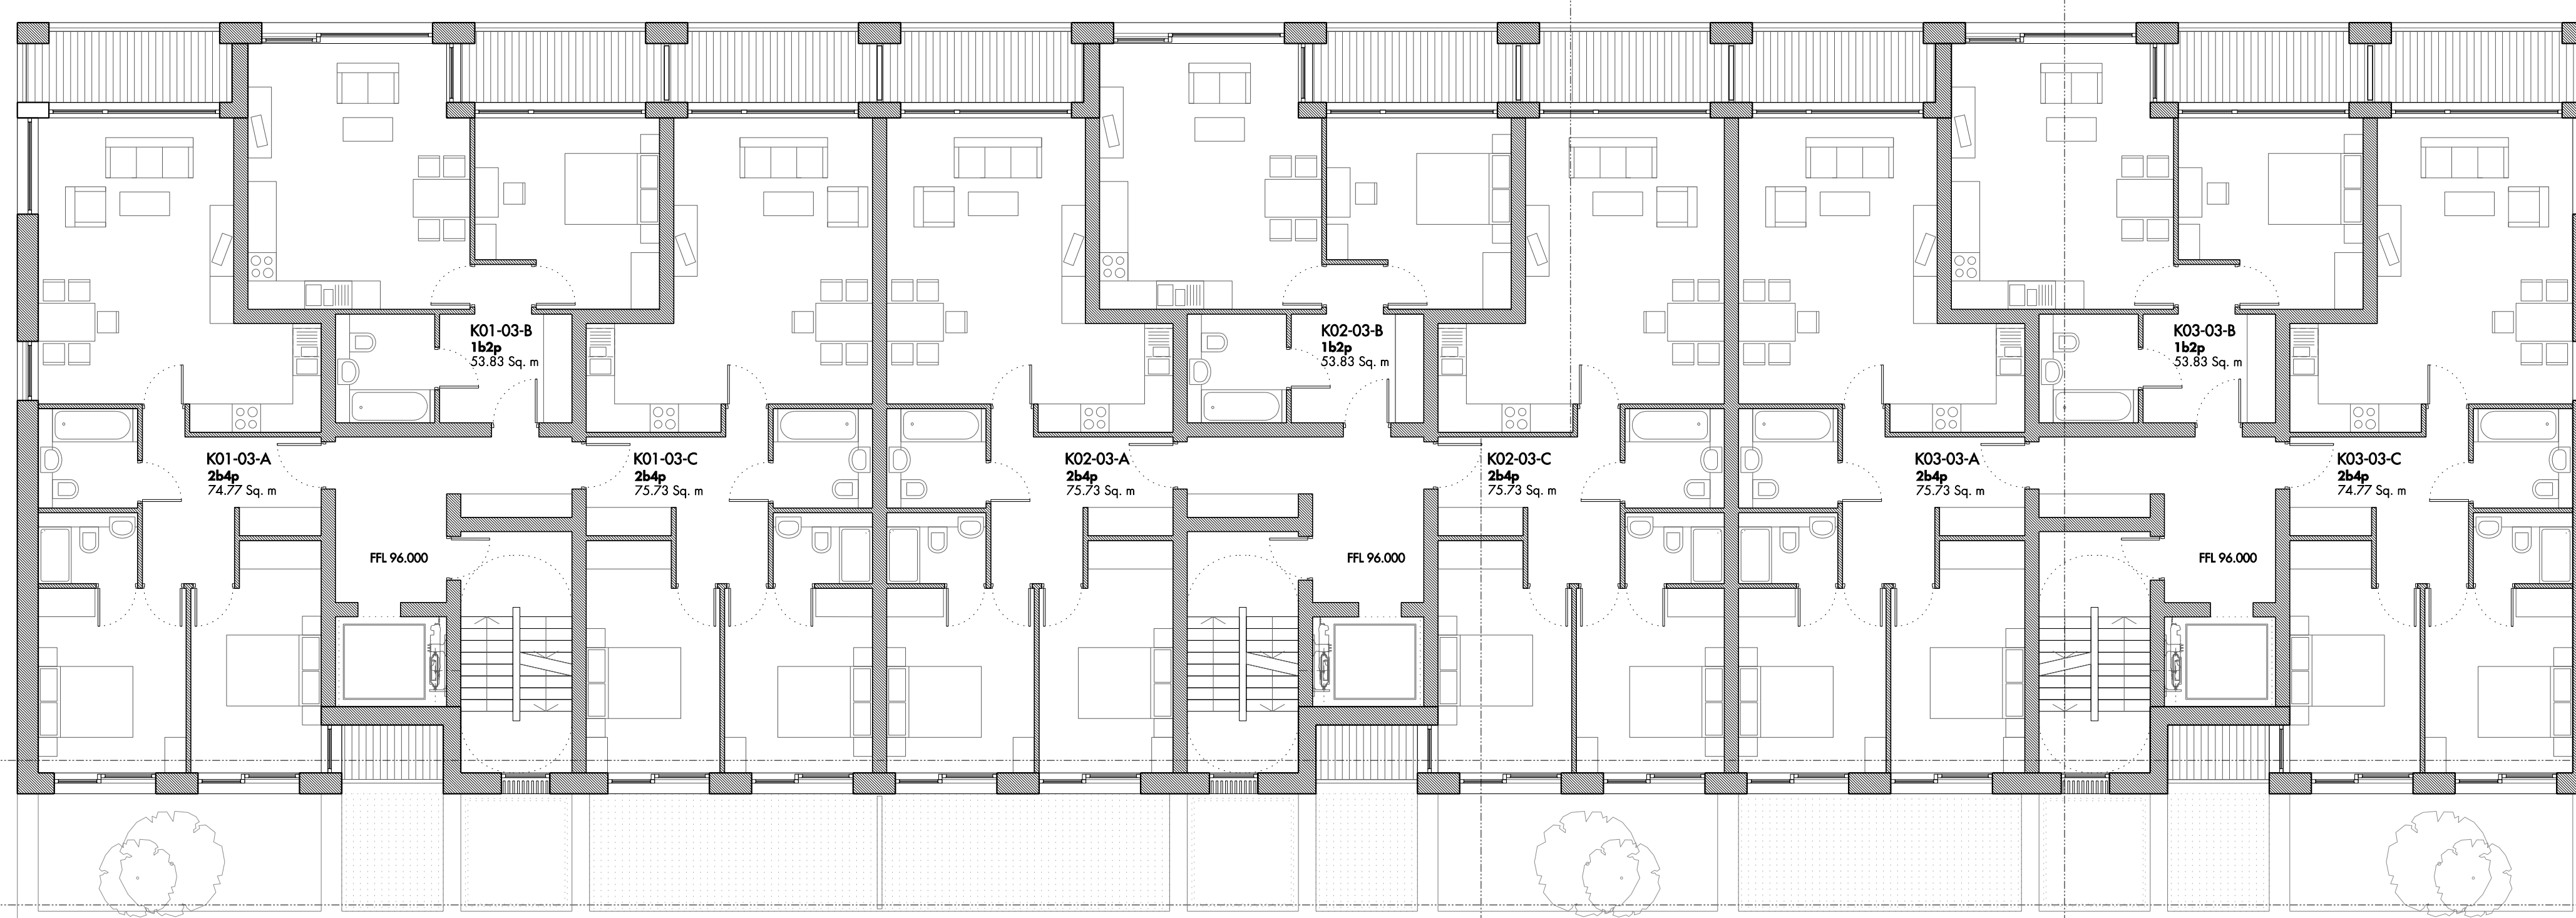 K01-03-B
1b2p
53.83 Sq. m
K02-03-B
1b2p
53.83 Sq. m
K03-03-B
1b2p
53.83 Sq. m
K01-03-A
2b4p
74.77 Sq. m
K01-03-C
2b4p
75.73 Sq. m
K02-03-A
2b4p
75.73 Sq. m
K02-03-C
2b4p
75.73 Sq. m
K03-03-A
2b4p
75.73 Sq. m
K03-03-C
2b4p
74.77 Sq. m
FFL 96.000
FFL 96.000
FFL 96.000